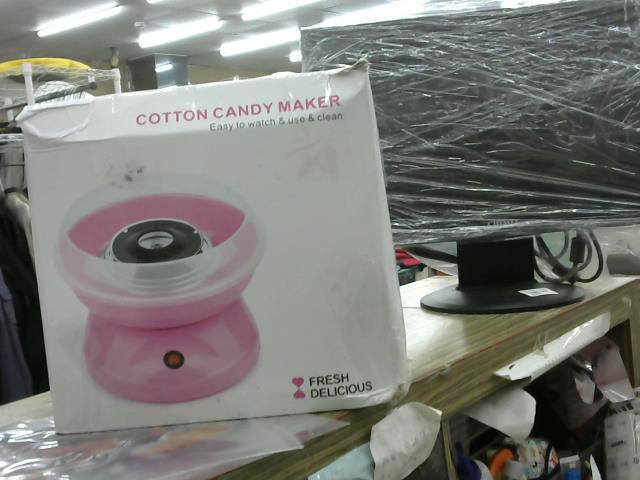 COTTON CANDY MAKER
Easy to watch & use & clean
FRESH
DELICIOUS